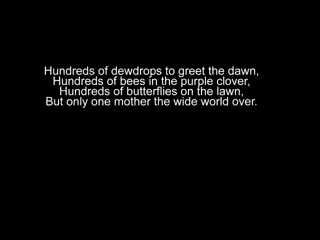 Hundreds of dewdrops to greet the dawn,
Hundreds of bees in the purple clover,
Hundreds of butterflies on the lawn,
But only one mother the wide world over.